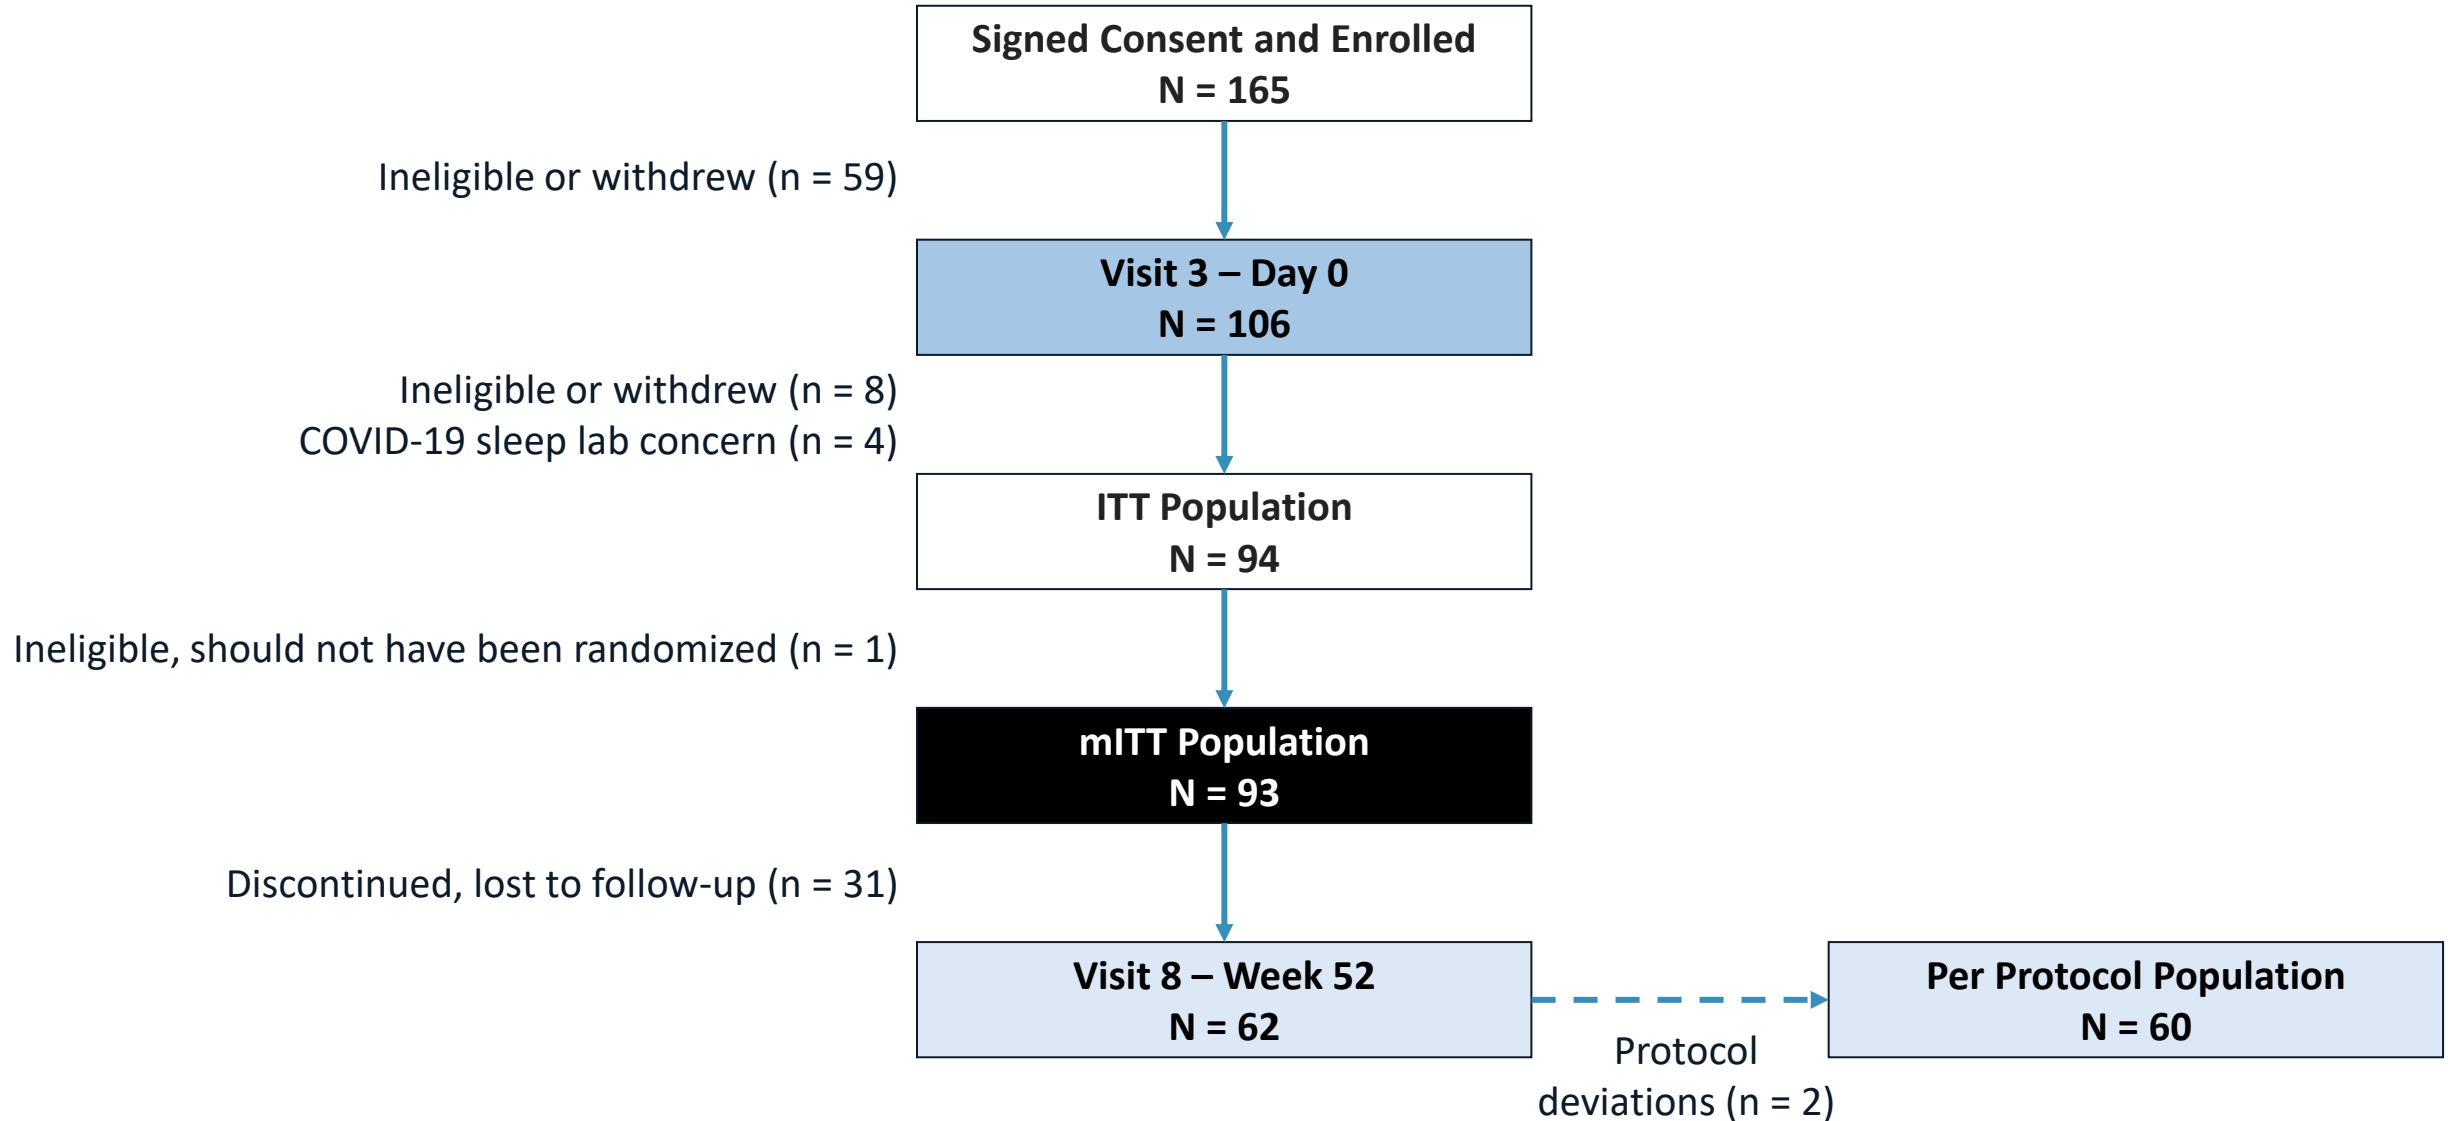 Signed Consent and Enrolled
N = 165
Ineligible or withdrew (n = 59)
Visit 3 – Day 0
N = 106
Ineligible or withdrew (n = 8)
COVID-19 sleep lab concern (n = 4)
ITT Population
N = 94
Ineligible, should not have been randomized (n = 1)
mITT Population
N = 93
Discontinued, lost to follow-up (n = 31)
Visit 8 – Week 52
N = 62
Protocol
deviations (n = 2)
Per Protocol Population
N = 60